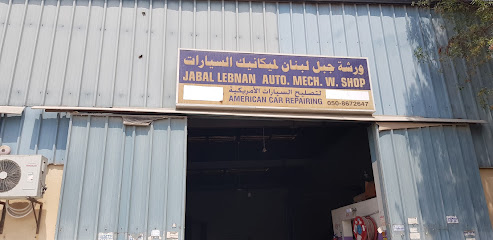 ورشة جبل لبنان لميكانيك السيارات
JABAL LEBNAN AUTO. MECH. W. SHOP
لتصليح السيارات الأمريكية
AMERICAN CAR REPAIRING 050-8672647